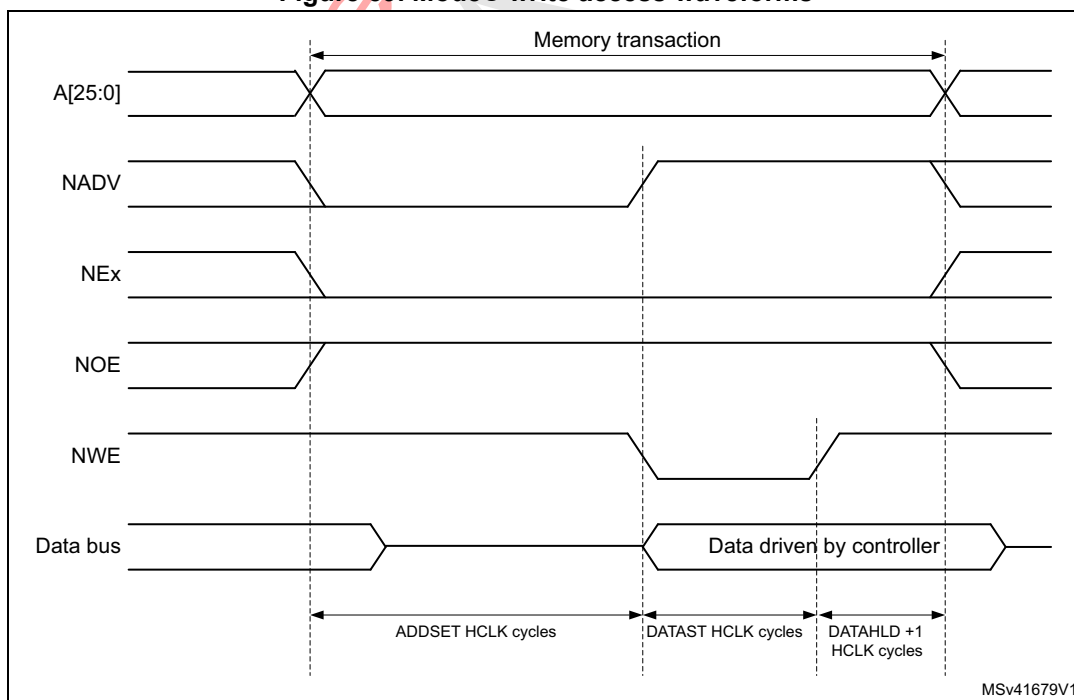 Memory transaction
A[25:0]
NADV
NEx
NOE
NWE
Data bus
Data driven by controller
ADDSET HCLK cycles
DATAST HCLK cycles
DATAHLD +1
HCLK cycles
MSv41679V1